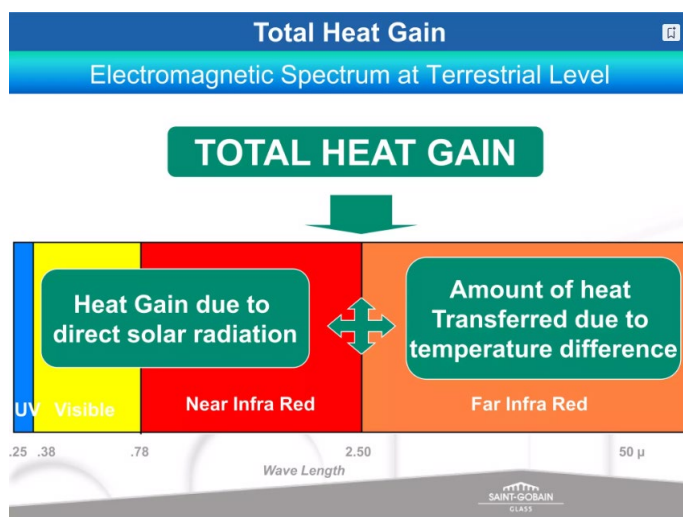 Total Heat Gain
Electromagnetic Spectrum at Terrestrial Level
TOTAL HEAT GAIN
Heat Gain due to
direct solar radiation
Amount of heat
Transferred due to
temperature difference
UV Visible Near Infra Red Far Infra Red
.25 .38 .78 2.50 50 µ
Wave Length
SAINT-GOBAIN
GLASS